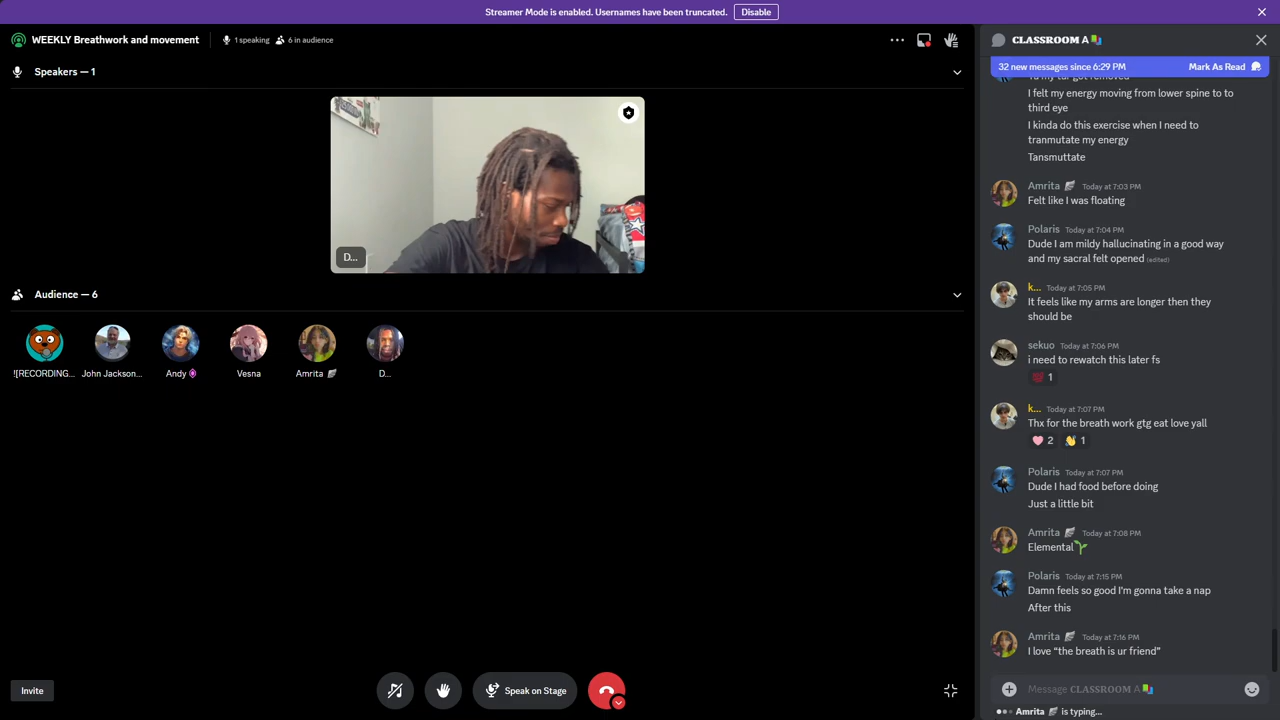 Streamer Mode is enabled. Usernames have been truncated. Disable
WEEKLY Breathwork and movement
1 speaking 6 in audience
Speakers — 1
D...
Audience — 6
![RECORDING...
John Jackson...
Andy
Vesna
Amrita
D...
Invite
Speak on Stage
CLASSROOM A
32 new messages since 6:29 PM Mark As Read
I felt my energy moving from lower spine to to
third eye
I kinda do this exercise when I need to
tranmutate my energy
Tansmuttate
Amrita Today at 7:03 PM
Felt like I was floating
Polaris Today at 7:04 PM
Dude I am mildy hallucinating in a good way
and my sacral felt opened (edited)
k... Today at 7:05 PM
It feels like my arms are longer then they
should be
sekuo Today at 7:06 PM
i need to rewatch this later fs
1
k... Today at 7:07 PM
Thx for the breath work gtg eat love yall
2 1
Polaris Today at 7:07 PM
Dude I had food before doing
Just a little bit
Amrita Today at 7:08 PM
Elemental
Polaris Today at 7:15 PM
Damn feels so good I'm gonna take a nap
After this
Amrita Today at 7:16 PM
I love “the breath is ur friend”
Message CLASSROOM A
Amrita is typing...